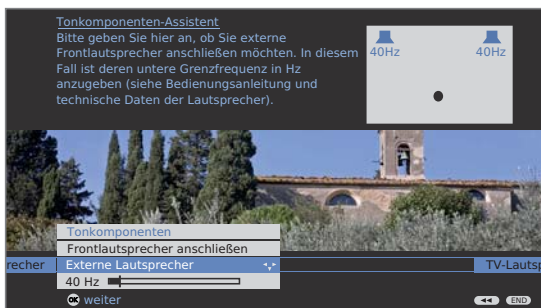 Tonkomponenten-Assistent
Bitte geben Sie hier an, ob Sie externe
Frontlautsprecher anschließen möchten. In diesem
Fall ist deren untere Grenzfrequenz in Hz
anzugeben (siehe Bedienungsanleitung und
technische Daten der Lautsprecher).
40Hz 40Hz
Tonkomponenten
Frontlautsprecher anschließen
recher Externe Lautsprecher TV-Lautsp
40 Hz
OK weiter END